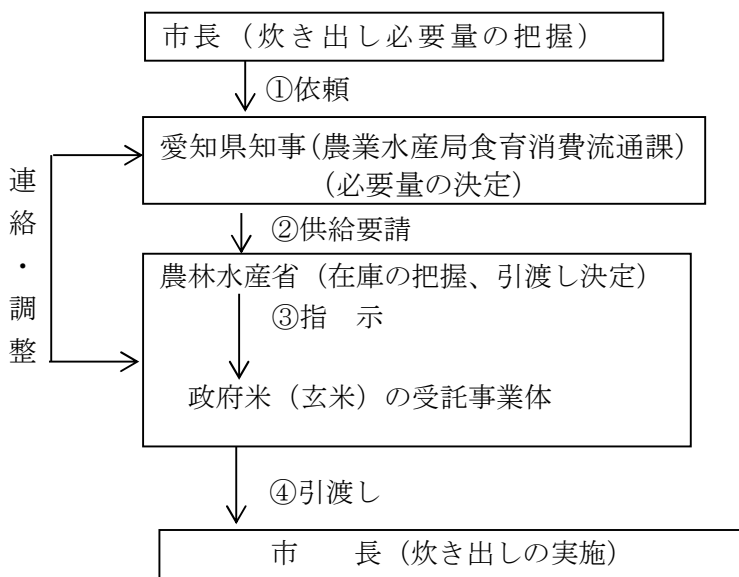 市長（炊き出し必要量の把握）
①依頼
愛知県知事(農業水産局食育消費流通課)
(必要量の決定)
連絡・調整
②供給要請
農林水産省（在庫の把握、引渡し決定）
③指　示
政府米（玄米）の受託事業体
④引渡し
市　　長（炊き出しの実施）